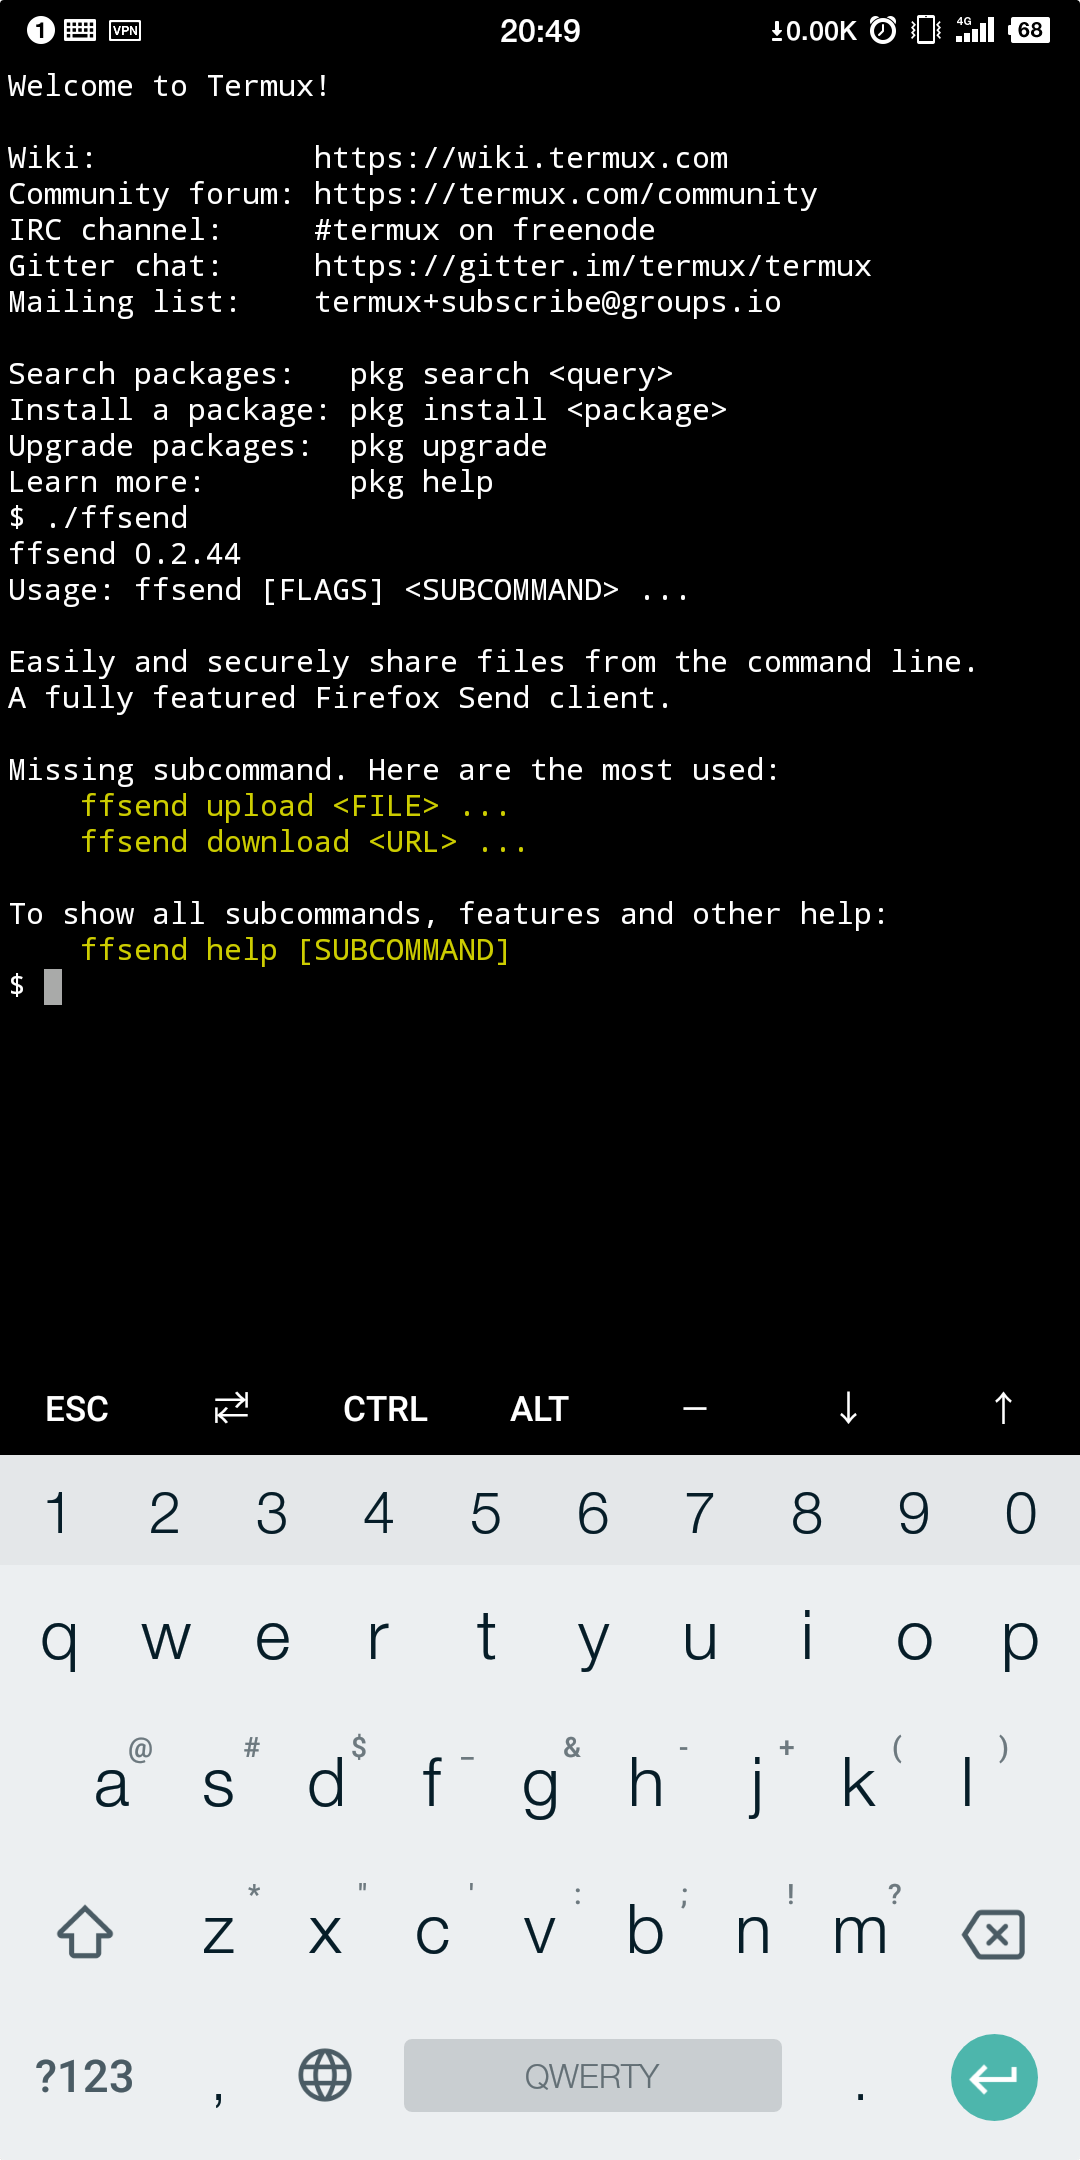 1 VPN 20:49 0.00K 4G 68
Welcome to Termux!
Wiki: https://wiki.termux.com
Community forum: https://termux.com/community
IRC channel: #termux on freenode
Gitter chat: https://gitter.im/termux/termux
Mailing list: termux+subscribe@groups.io
Search packages: pkg search <query>
Install a package: pkg install <package>
Upgrade packages: pkg upgrade
Learn more: pkg help
$ ./ffsend
ffsend 0.2.44
Usage: ffsend [FLAGS] <SUBCOMMAND> ...
Easily and securely share files from the command line.
A fully featured Firefox Send client.
Missing subcommand. Here are the most used:
ffsend upload <FILE> ...
ffsend download <URL> ...
To show all subcommands, features and other help:
ffsend help [SUBCOMMAND]
$
ESC CTRL ALT –
1 2 3 4 5 6 7 8 9 0
q w e r t y u i o p
@ # $ _ & - + ( )
a s d f g h j k l
* " ' : ; ! ?
z x c v b n m
?123 , QWERTY .